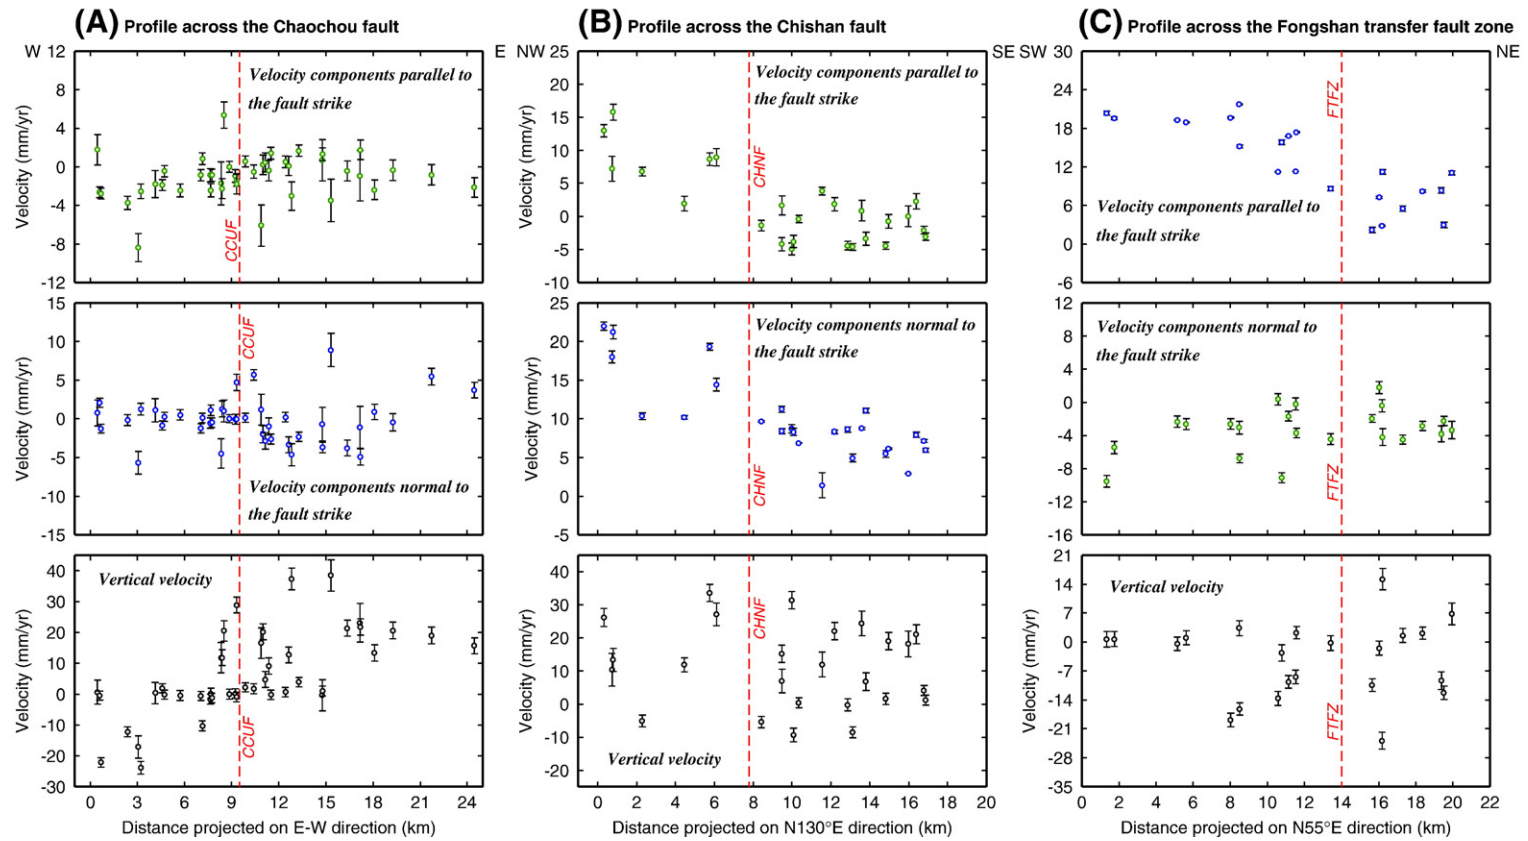 (A) Profile across the Chaochou fault
W
E
12
8
4
0
-4
-8
-12
Velocity (mm/yr)
Velocity components parallel to
the fault strike
CCUF
15
10
5
0
-5
-10
-15
Velocity (mm/yr)
CCUF
Velocity components normal to
the fault strike
40
30
20
10
0
-10
-20
-30
Velocity (mm/yr)
Vertical velocity
CCUF
0 3 6 9 12 15 18 21 24
Distance projected on E-W direction (km)
(B) Profile across the Chishan fault
NW
SE
25
20
15
10
5
0
-5
-10
Velocity (mm/yr)
Velocity components parallel to
the fault strike
CHNF
25
20
15
10
5
0
-5
Velocity (mm/yr)
Velocity components normal to
the fault strike
CHNF
40
30
20
10
0
-10
-20
Velocity (mm/yr)
CHNF
Vertical velocity
0 2 4 6 8 10 12 14 16 18 20
Distance projected on N130°E direction (km)
(C) Profile across the Fongshan transfer fault zone
SW
NE
30
24
18
12
6
0
-6
Velocity (mm/yr)
FTFZ
Velocity components parallel to
the fault strike
12
8
4
0
-4
-8
-12
-16
Velocity (mm/yr)
Velocity components normal to
the fault strike
FTFZ
21
14
7
0
-7
-14
-21
-28
-35
Velocity (mm/yr)
Vertical velocity
FTFZ
0 2 4 6 8 10 12 14 16 18 20 22
Distance projected on N55°E direction (km)